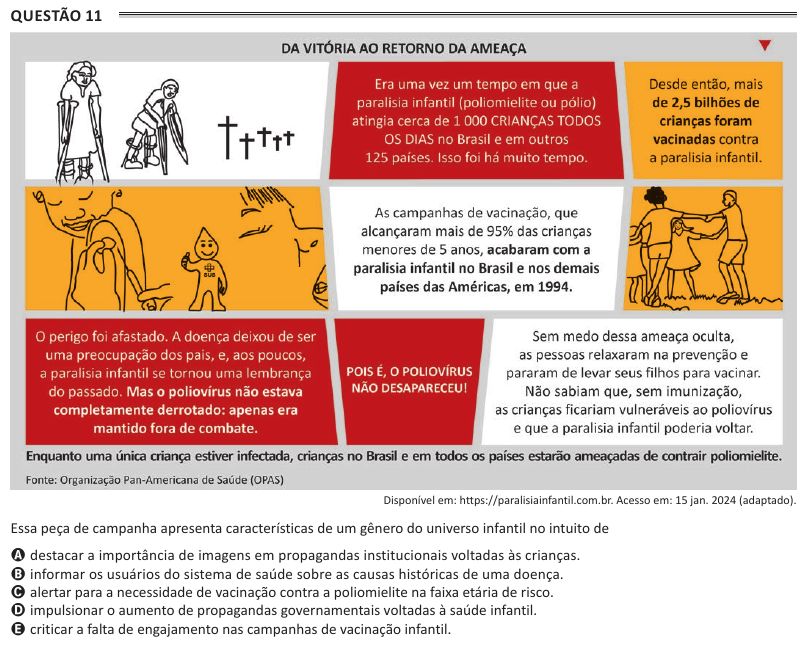 QUESTÃO 11
DA VITÓRIA AO RETORNO DA AMEAÇA
Era uma vez um tempo em que a
paralisia infantil (poliomielite ou pólio)
atingia cerca de 1 000 CRIANÇAS TODOS
OS DIAS no Brasil e em outros
125 países. Isso foi há muito tempo.
Desde então, mais
de 2,5 bilhões de
crianças foram
vacinadas contra
a paralisia infantil.
SUS
As campanhas de vacinação, que
alcançaram mais de 95% das crianças
menores de 5 anos, acabaram com a
paralisia infantil no Brasil e nos demais
países das Américas, em 1994.
O perigo foi afastado. A doença deixou de ser
uma preocupação dos pais, e, aos poucos,
a paralisia infantil se tornou uma lembrança
do passado. Mas o poliovírus não estava
completamente derrotado: apenas era
mantido fora de combate.
POIS É, O POLIOVÍRUS
NÃO DESAPARECEU!
Sem medo dessa ameaça oculta,
as pessoas relaxaram na prevenção e
pararam de levar seus filhos para vacinar.
Não sabiam que, sem imunização,
as crianças ficariam vulneráveis ao poliovírus
e que a paralisia infantil poderia voltar.
Enquanto uma única criança estiver infectada, crianças no Brasil e em todos os países estarão ameaçadas de contrair poliomielite.
Fonte: Organização Pan-Americana de Saúde (OPAS)
Disponível em: https://paralisiainfantil.com.br. Acesso em: 15 jan. 2024 (adaptado).
Essa peça de campanha apresenta características de um gênero do universo infantil no intuito de
A destacar a importância de imagens em propagandas institucionais voltadas às crianças.
B informar os usuários do sistema de saúde sobre as causas históricas de uma doença.
C alertar para a necessidade de vacinação contra a poliomielite na faixa etária de risco.
D impulsionar o aumento de propagandas governamentais voltadas à saúde infantil.
E criticar a falta de engajamento nas campanhas de vacinação infantil.